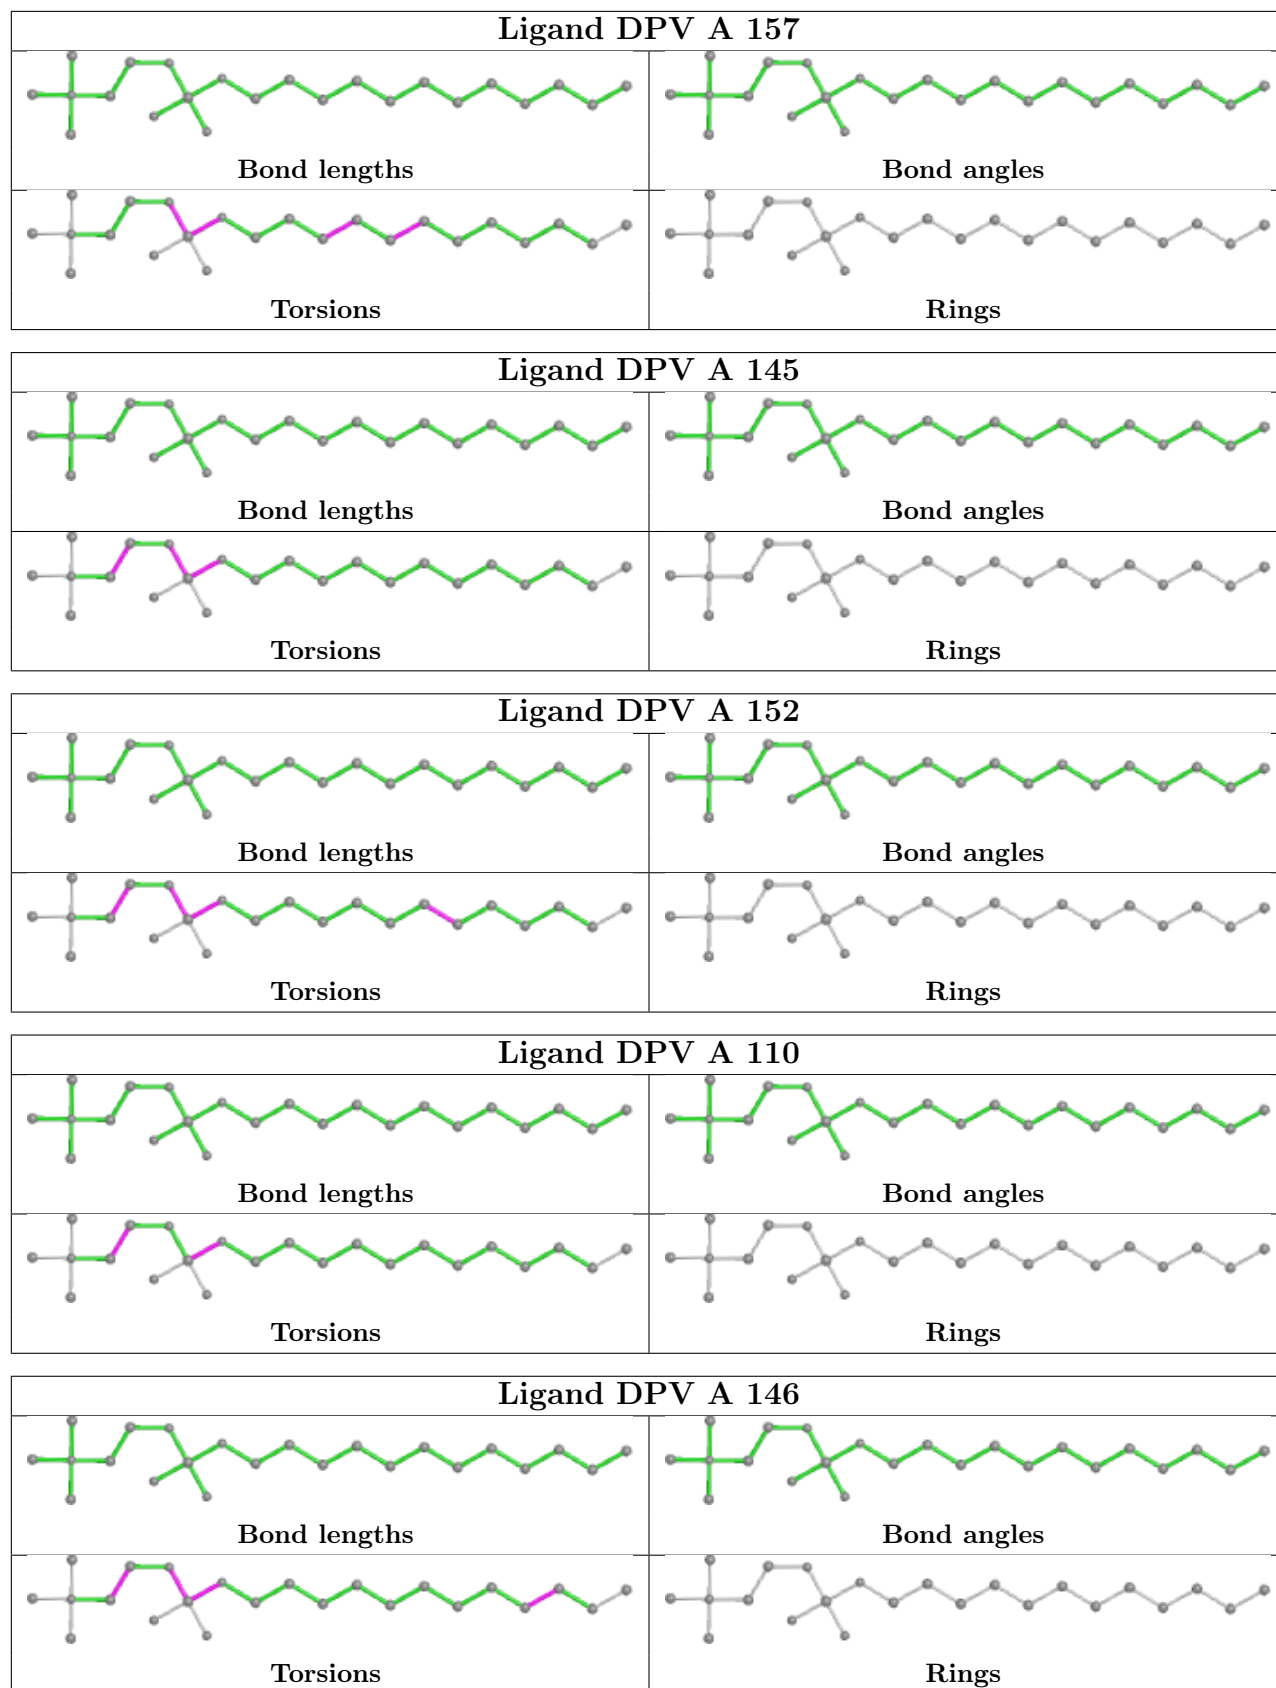 Ligand DPV A 157
Bond lengths
Bond angles
Torsions
Rings
Ligand DPV A 145
Bond lengths
Bond angles
Torsions
Rings
Ligand DPV A 152
Bond lengths
Bond angles
Torsions
Rings
Ligand DPV A 110
Bond lengths
Bond angles
Torsions
Rings
Ligand DPV A 146
Bond lengths
Bond angles
Torsions
Rings